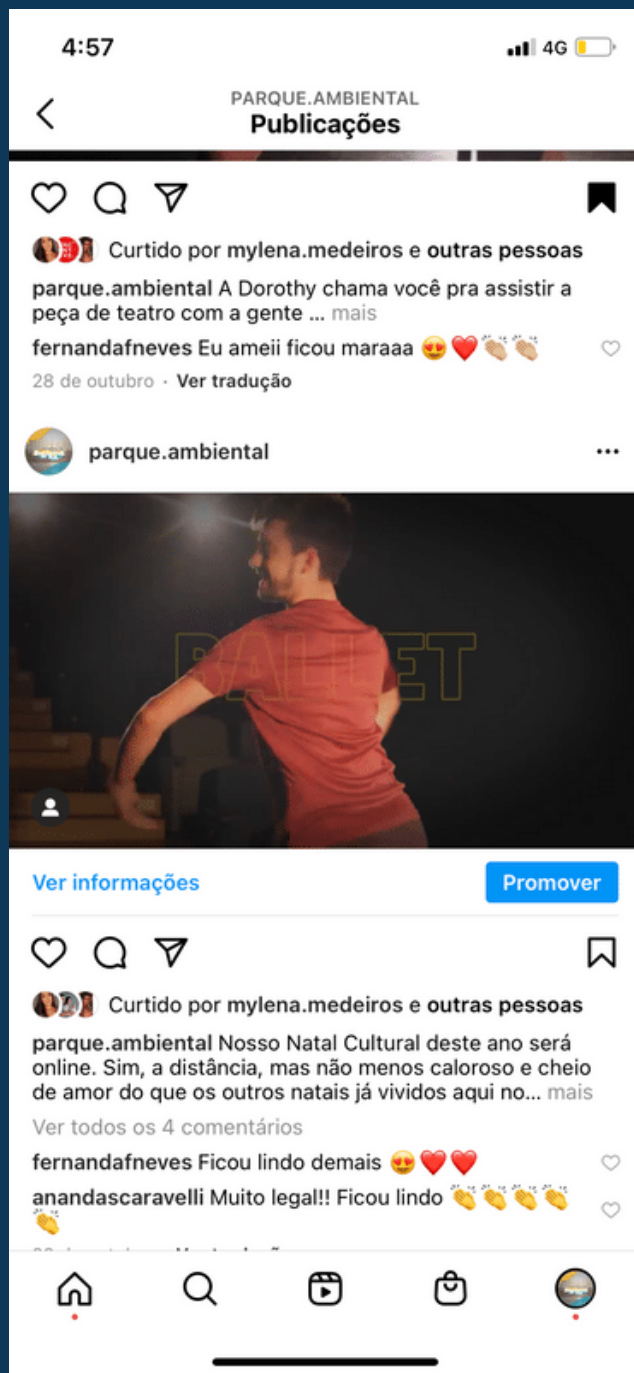 4:57
4G
PARQUE.AMBIENTAL
Publicações
Curtido por mylena.medeiros e outras pessoas
parque.ambiental A Dorothy chama você pra assistir a
peça de teatro com a gente ... mais
fernandafneves Eu ameii ficou maraaa 😍❤️👏🏼👏🏼
28 de outubro · Ver tradução
parque.ambiental
BALLET
Ver informações
Promover
Curtido por mylena.medeiros e outras pessoas
parque.ambiental Nosso Natal Cultural deste ano será
online. Sim, a distância, mas não menos caloroso e cheio
de amor do que os outros natais já vividos aqui no... mais
Ver todos os 4 comentários
fernandafneves Ficou lindo demais 😍❤️❤️
anandascaravelli Muito legal!! Ficou lindo 👏👏👏👏
👏